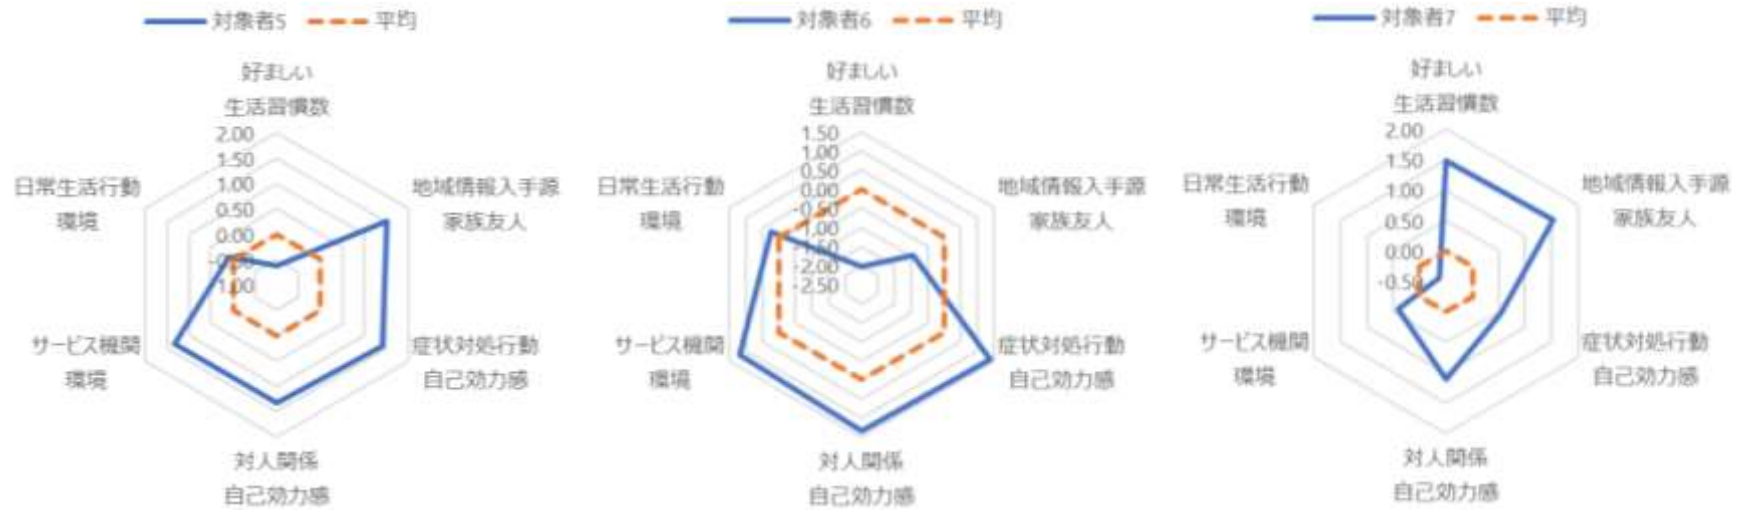 対象者5 平均
好ましい
生活習慣数
2.00
1.50
1.00
0.50
0.00
-0.50
-1.00
地域情報入手源
家族友人
症状対処行動
自己効力感
対人関係
自己効力感
サービス機関
環境
日常生活行動
環境
対象者6 平均
好ましい
生活習慣数
1.50
1.00
0.50
0.00
-0.50
-1.00
-1.50
-2.00
-2.50
地域情報入手源
家族友人
症状対処行動
自己効力感
対人関係
自己効力感
サービス機関
環境
日常生活行動
環境
対象者7 平均
好ましい
生活習慣数
2.00
1.50
1.00
0.50
0.00
-0.50
地域情報入手源
家族友人
症状対処行動
自己効力感
対人関係
自己効力感
サービス機関
環境
日常生活行動
環境